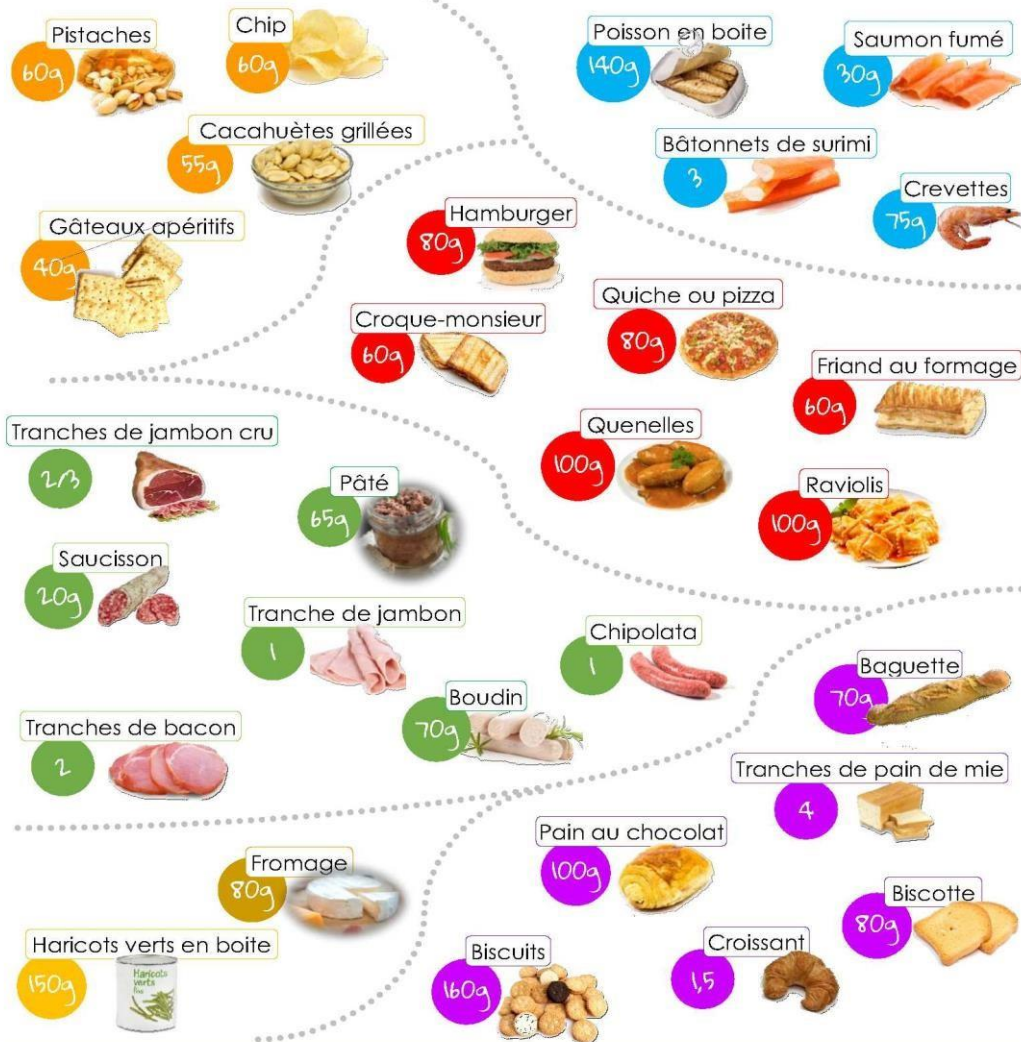 Pistaches
60g
Chip
60g
Cacahuètes grillées
55g
Gâteaux apéritifs
40g
Poisson en boite
140g
Saumon fumé
30g
Bâtonnets de surimi
3
Crevettes
75g
Hamburger
80g
Croque-monsieur
60g
Quiche ou pizza
80g
Friand au formage
60g
Quenelles
100g
Raviolis
100g
Tranches de jambon cru
2/3
Pâté
65g
Saucisson
20g
Tranche de jambon
1
Chipolata
1
Boudin
70g
Tranches de bacon
2
Baguette
70g
Tranches de pain de mie
4
Pain au chocolat
100g
Biscotte
80g
Biscuits
160g
Croissant
1,5
Fromage
80g
Haricots verts en boite
150g
Haricots
verts
fins